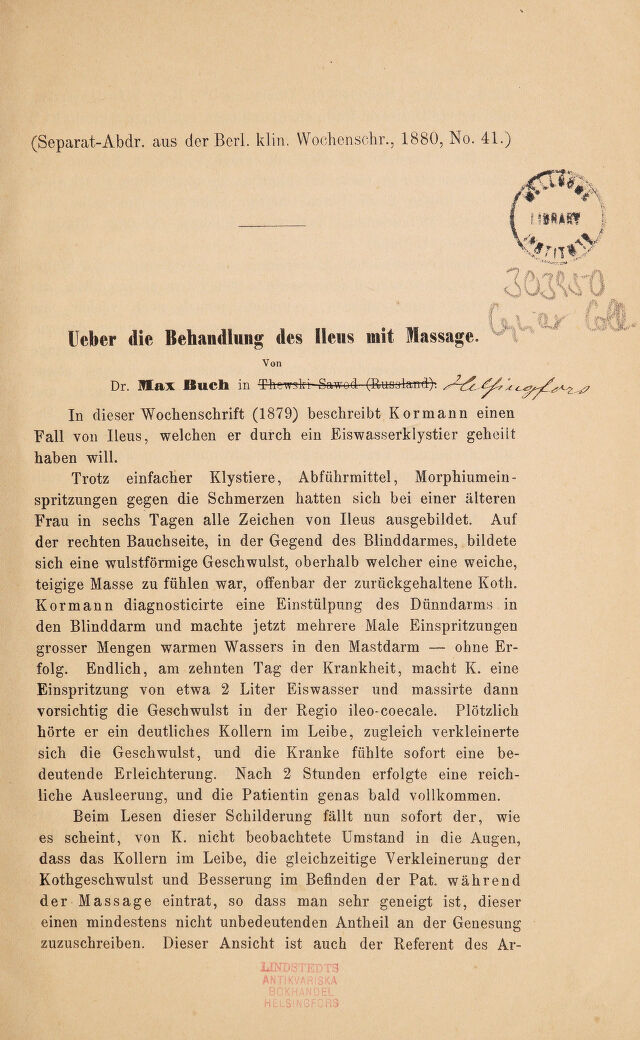 (Separat-Abdr. aus der Berl. klin. Wochenschr., 1880, No. 41.)
WELLCOME
LIBRARY
INSTITUTE
303950
Coll.
Ueber die Behandlung des Ileus mit Massage.
Von
Dr. Max Buch in Thewski-Sawod (Russland). Helsingfors
In dieser Wochenschrift (1879) beschreibt Kormann einen
Fall von Ileus, welchen er durch ein Eiswasserklystier geheilt
haben will.
Trotz einfacher Klystiere, Abführmittel, Morphiumein-
spritzungen gegen die Schmerzen hatten sich bei einer älteren
Frau in sechs Tagen alle Zeichen von Ileus ausgebildet. Auf
der rechten Bauchseite, in der Gegend des Blinddarmes, bildete
sich eine wulstförmige Geschwulst, oberhalb welcher eine weiche,
teigige Masse zu fühlen war, offenbar der zurückgehaltene Koth.
Kormann diagnosticirte eine Einstülpung des Dünndarms in
den Blinddarm und machte jetzt mehrere Male Einspritzungen
grosser Mengen warmen Wassers in den Mastdarm — ohne Er-
folg. Endlich, am zehnten Tag der Krankheit, macht K. eine
Einspritzung von etwa 2 Liter Eiswasser und massirte dann
vorsichtig die Geschwulst in der Regio ileo-coecale. Plötzlich
hörte er ein deutliches Kollern im Leibe, zugleich verkleinerte
sich die Geschwulst, und die Kranke fühlte sofort eine be-
deutende Erleichterung. Nach 2 Stunden erfolgte eine reich-
liche Ausleerung, und die Patientin genas bald vollkommen.
Beim Lesen dieser Schilderung fällt nun sofort der, wie
es scheint, von K. nicht beobachtete Umstand in die Augen,
dass das Kollern im Leibe, die gleichzeitige Verkleinerung der
Kothgeschwulst und Besserung im Befinden der Pat. während
der Massage eintrat, so dass man sehr geneigt ist, dieser
einen mindestens nicht unbedeutenden Antheil an der Genesung
zuzuschreiben. Dieser Ansicht ist auch der Referent des Ar-
LINDSTEDTS
ANTIKVARISKA
BOKHANDEL
HELSINGFORS